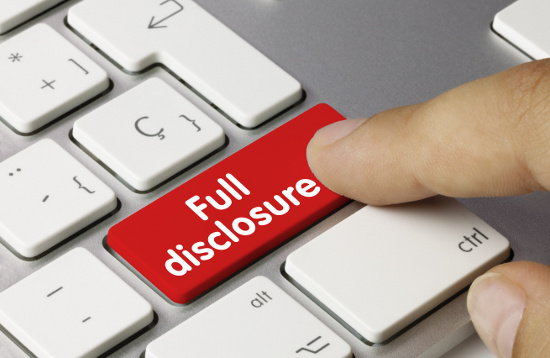 * + ]
Ç }
¨ ´ {
Full
disclosure
ctrl
_ -
alt